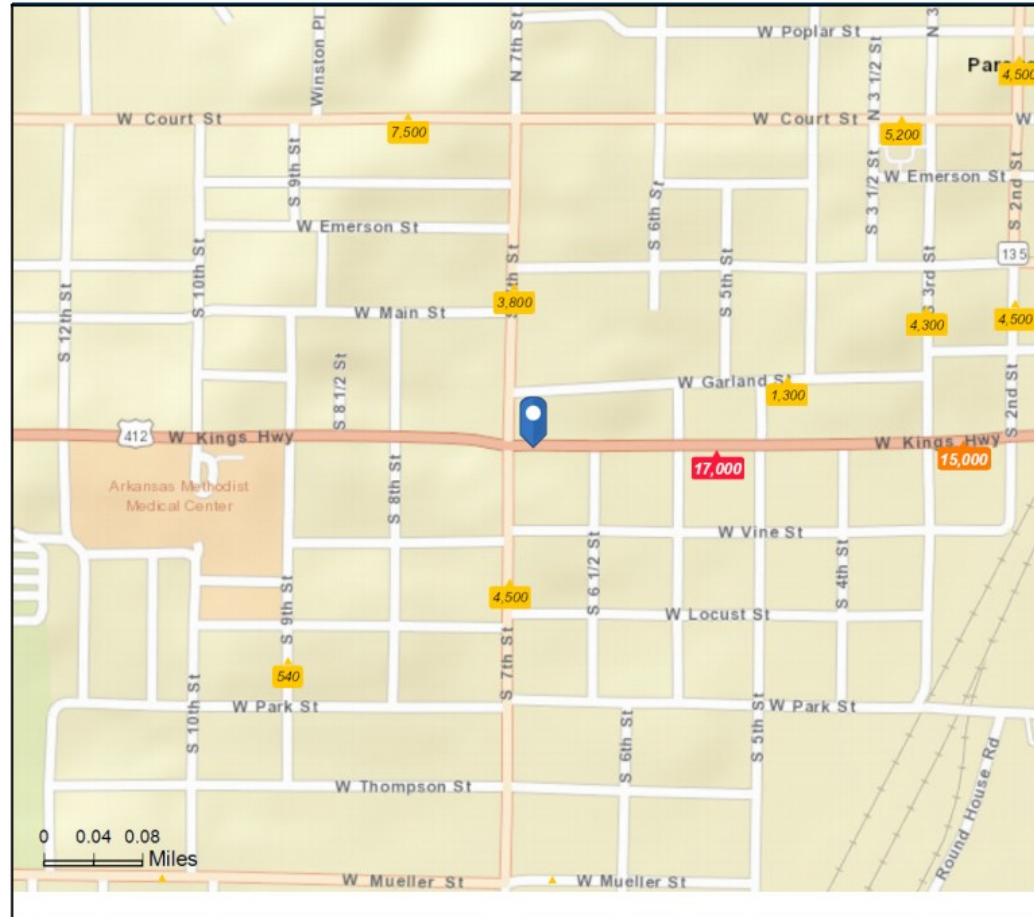 W Poplar St
N 7th St
Winston Pl
N 3 1/2 St
N 3
4,500
W Court St
7,500
W Court St
5,200
W
S 9th St
W Emerson St
S 3 1/2 St
S 2nd St
S 6th St
W Emerson St
S 10th St
S 5th St
135
3,800
S 12th St
W Main St
3rd St
4,300
4,500
S 8 1/2 St
W Garland St
1,300
S 2nd St
412
W Kings Hwy
W Kings Hwy
17,000
15,000
Arkansas Methodist
Medical Center
S 8th St
W Vine St
S 6 1/2 St
S 4th St
4,500
S 9th St
W Locust St
S 7th St
540
S 10th St
W Park St
S 5th St
W Park St
S 6th St
Round House Rd
W Thompson St
0 0.04 0.08
Miles
W Mueller St
W Mueller St